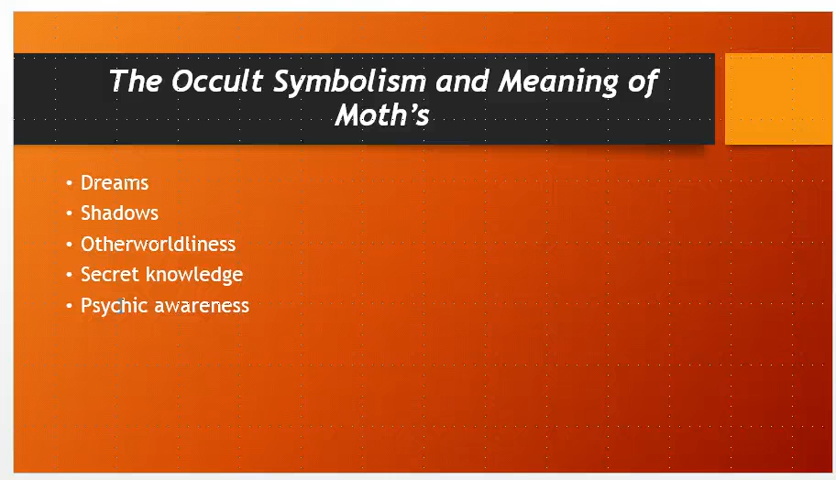 The Occult Symbolism and Meaning of
Moth’s
• Dreams
• Shadows
• Otherworldliness
• Secret knowledge
• Psychic awareness